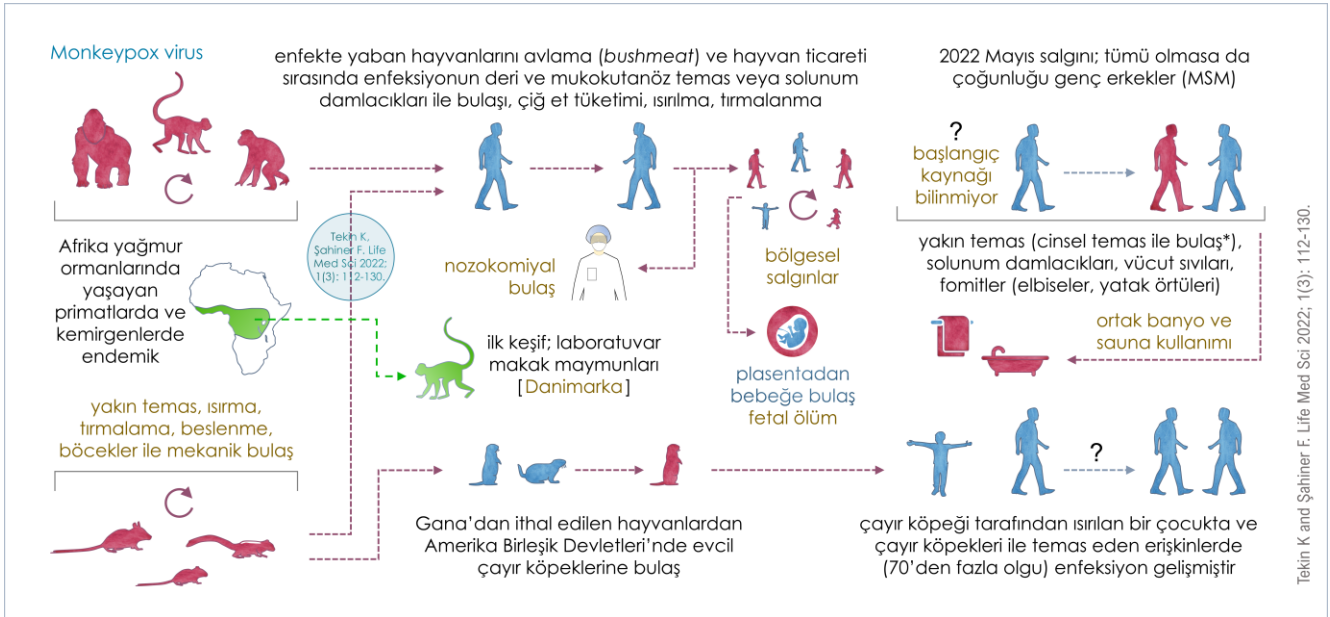 Monkeypox virus
enfekte yaban hayvanlarını avlama (bushmeat) ve hayvan ticareti
sırasında enfeksiyonun deri ve mukokutanöz temas veya solunum
damlacıkları ile bulaşı, çiğ et tüketimi, ısırılma, tırmalanma
2022 Mayıs salgını; tümü olmasa da
çoğunluğu genç erkekler (MSM)
?
başlangıç
kaynağı
bilinmiyor
Afrika yağmur
ormanlarında
yaşayan
primatlarda ve
kemirgenlerde
endemik
Tekin K,
Şahiner F. Life
Med Sci 2022;
1(3): 112-130.
nozokomiyal
bulaş
bölgesel
salgınlar
yakın temas (cinsel temas ile bulaş*),
solunum damlacıkları, vücut sıvıları,
fomitler (elbiseler, yatak örtüleri)
ortak banyo ve
sauna kullanımı
ilk keşif; laboratuvar
makak maymunları
[Danimarka]
plasentadan
bebeğe bulaş
fetal ölüm
yakın temas, ısırma,
tırmalama, beslenme,
böcekler ile mekanik bulaş
?
Gana’dan ithal edilen hayvanlardan
Amerika Birleşik Devletleri’nde evcil
çayır köpeklerine bulaş
çayır köpeği tarafından ısırılan bir çocukta ve
çayır köpekleri ile temas eden erişkinlerde
(70’den fazla olgu) enfeksiyon gelişmiştir
Tekin K and Şahiner F. Life Med Sci 2022; 1(3): 112-130.